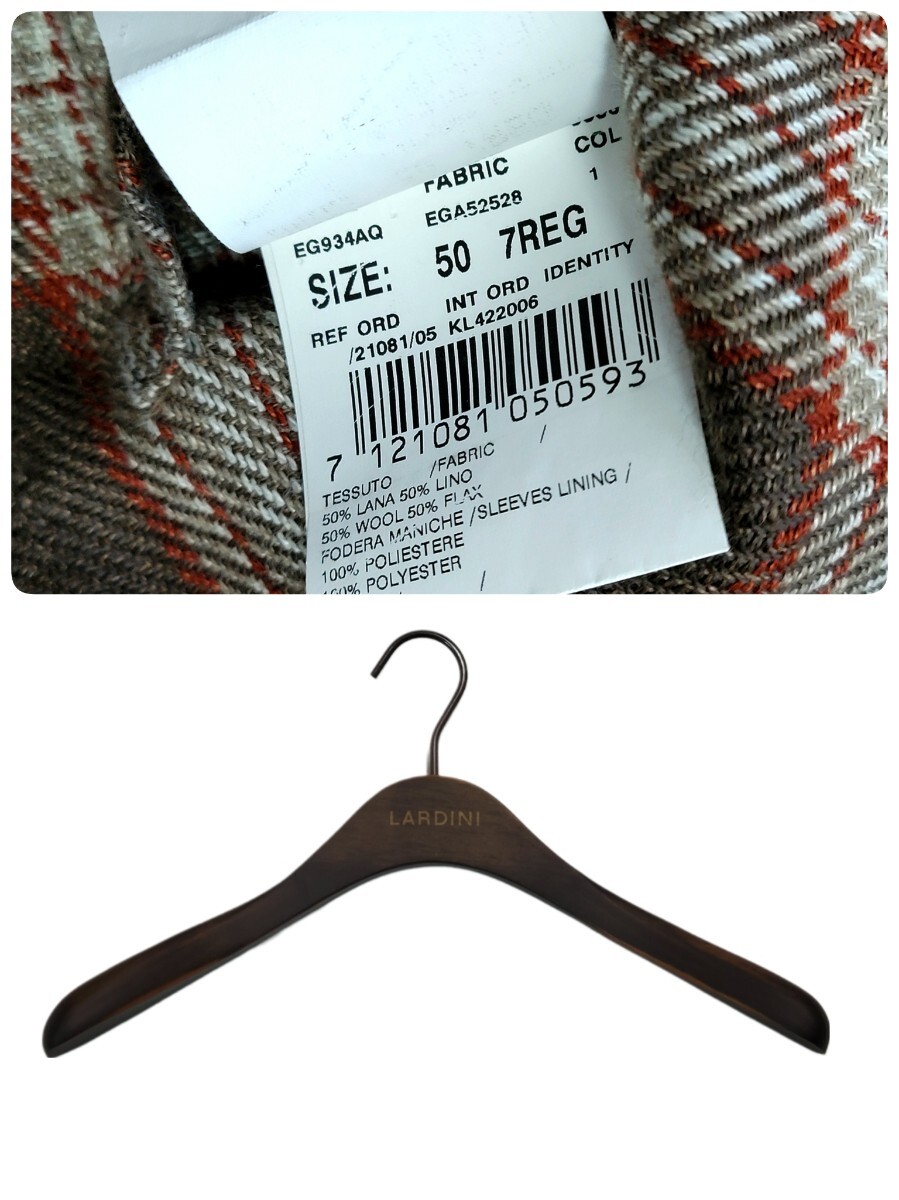 FABRIC COL
EG934AQ EGA52528 1
SIZE: 50 7REG
REF ORD INT ORD IDENTITY
/21081/05 KL422006
7 121081 050593
TESSUTO /FABRIC /
50% LANA 50% LINO
50% WOOL 50% FLAX
FODERA MANICHE /SLEEVES LINING /
100% POLIESTERE
100% POLYESTER /
LARDINI